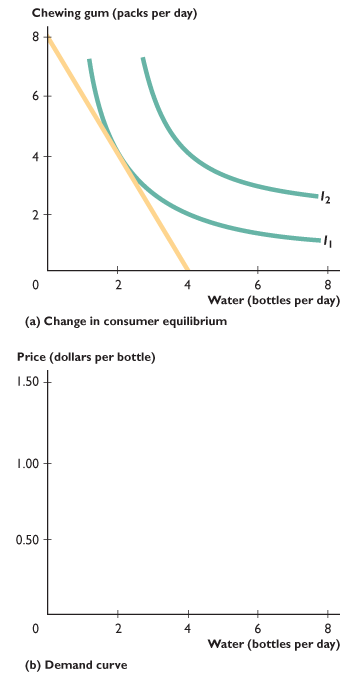 Chewing gum (packs per day)
8
6
4
2
0
2
4
6
8
I2
I1
Water (bottles per day)
(a) Change in consumer equilibrium
Price (dollars per bottle)
1.50
1.00
0.50
0
2
4
6
8
Water (bottles per day)
(b) Demand curve